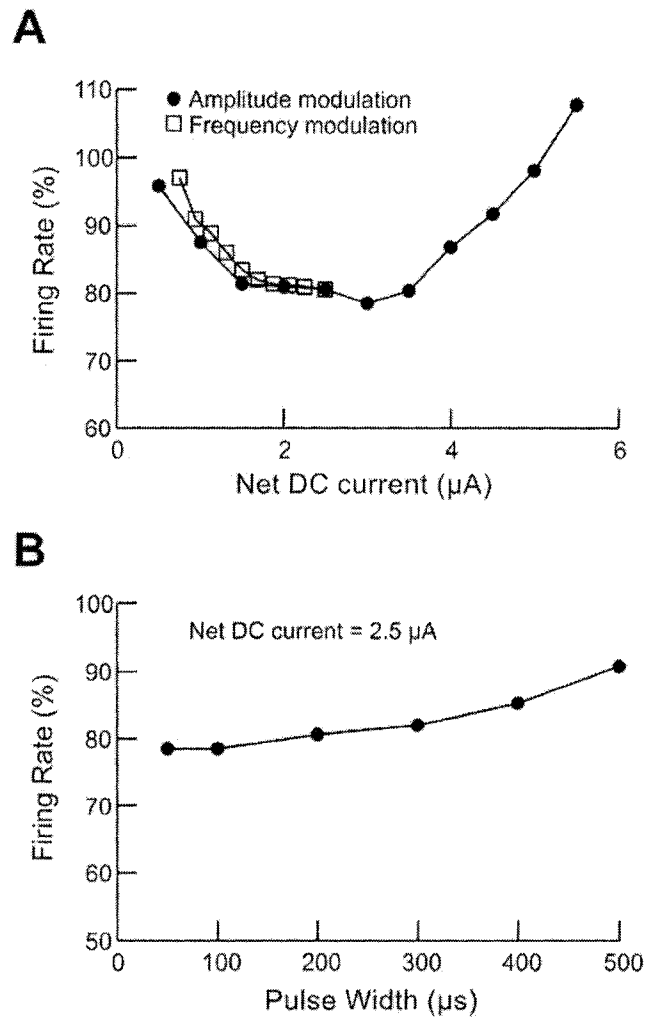 A
110
100
90
80
70
60
Firing Rate (%)
● Amplitude modulation
□ Frequency modulation
0 2 4 6
Net DC current (µA)
B
100
90
80
70
60
50
Firing Rate (%)
Net DC current = 2.5 µA
0 100 200 300 400 500
Pulse Width (µs)